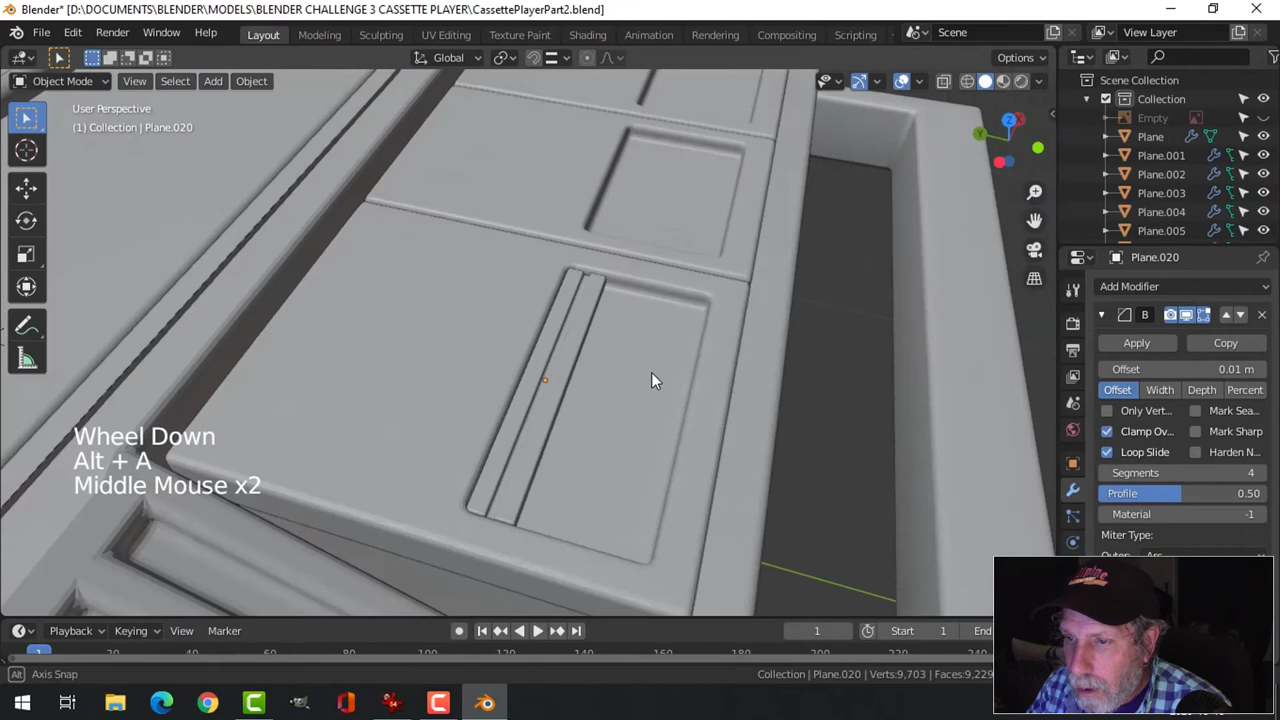 Blender* [D:\DOCUMENTS\BLENDER\MODELS\BLENDER CHALLENGE 3 CASSETTE PLAYER\CassettePlayerPart2.blend]
File Edit Render Window Help Layout Modeling Sculpting UV Editing Texture Paint Shading Animation Rendering Compositing Scripting Scene View Layer
Global Options
Object Mode View Select Add Object
User Perspective
(1) Collection | Plane.020
Scene Collection
Collection
Empty
Plane
Plane.001
Plane.002
Plane.003
Plane.004
Plane.005
Plane.020
Add Modifier
B
Apply Copy
Offset 0.01 m
Offset Width Depth Percent
Only Vert.. Mark Sea..
Clamp Ov.. Mark Sharp
Loop Slide Harden N..
Segments 4
Profile 0.50
Material -1
Miter Type:
Wheel Down
Alt + A
Middle Mouse x2
X
Y
Z
Playback Keying View Marker 1 Start 1 End
1 20 40 60 80 100 120 140 160 180 200 220 240
Alt Axis Snap Collection | Plane.020 | Verts:9,703 | Faces:9,229